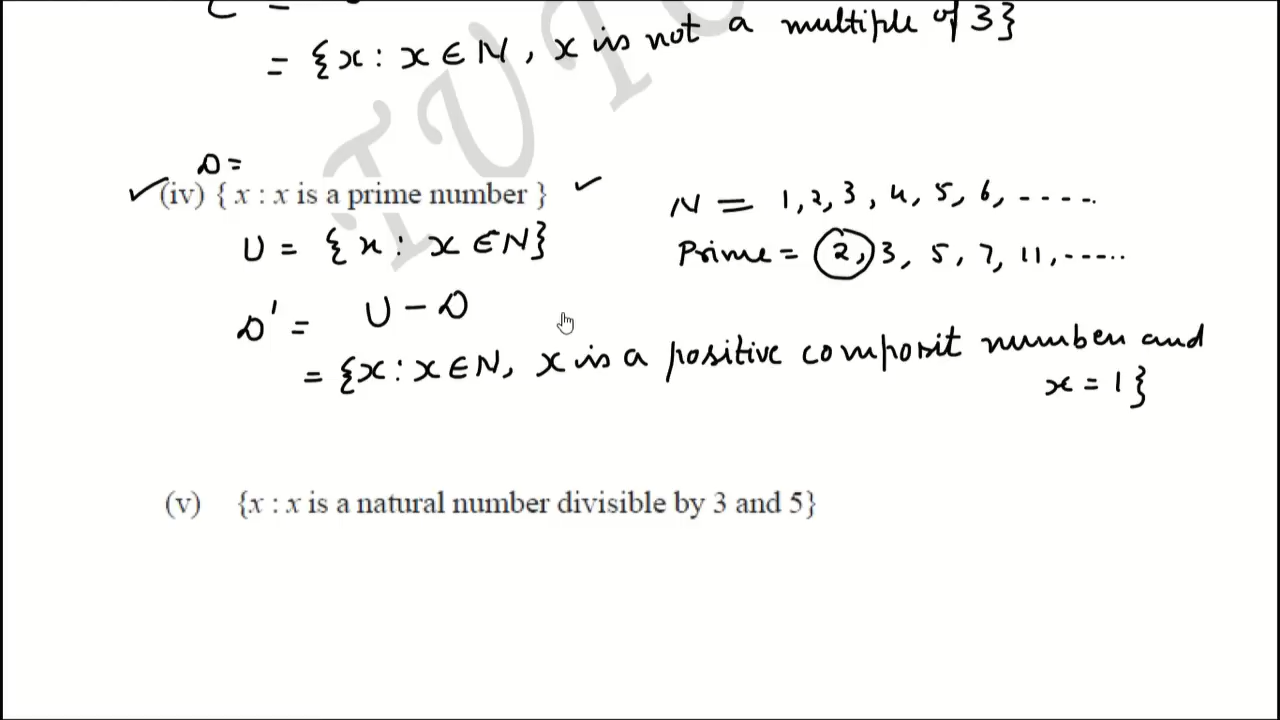 C =
= {x : x ∈ N, x is not a multiple of 3}
D =
(iv) { x : x is a prime number }
N = 1, 2, 3, 4, 5, 6, -----
U = {x : x ∈ N}
Prime = 2, 3, 5, 7, 11, -----
D' = U - D
= {x : x ∈ N, x is a positive composit number and
x = 1}
(v) {x : x is a natural number divisible by 3 and 5}